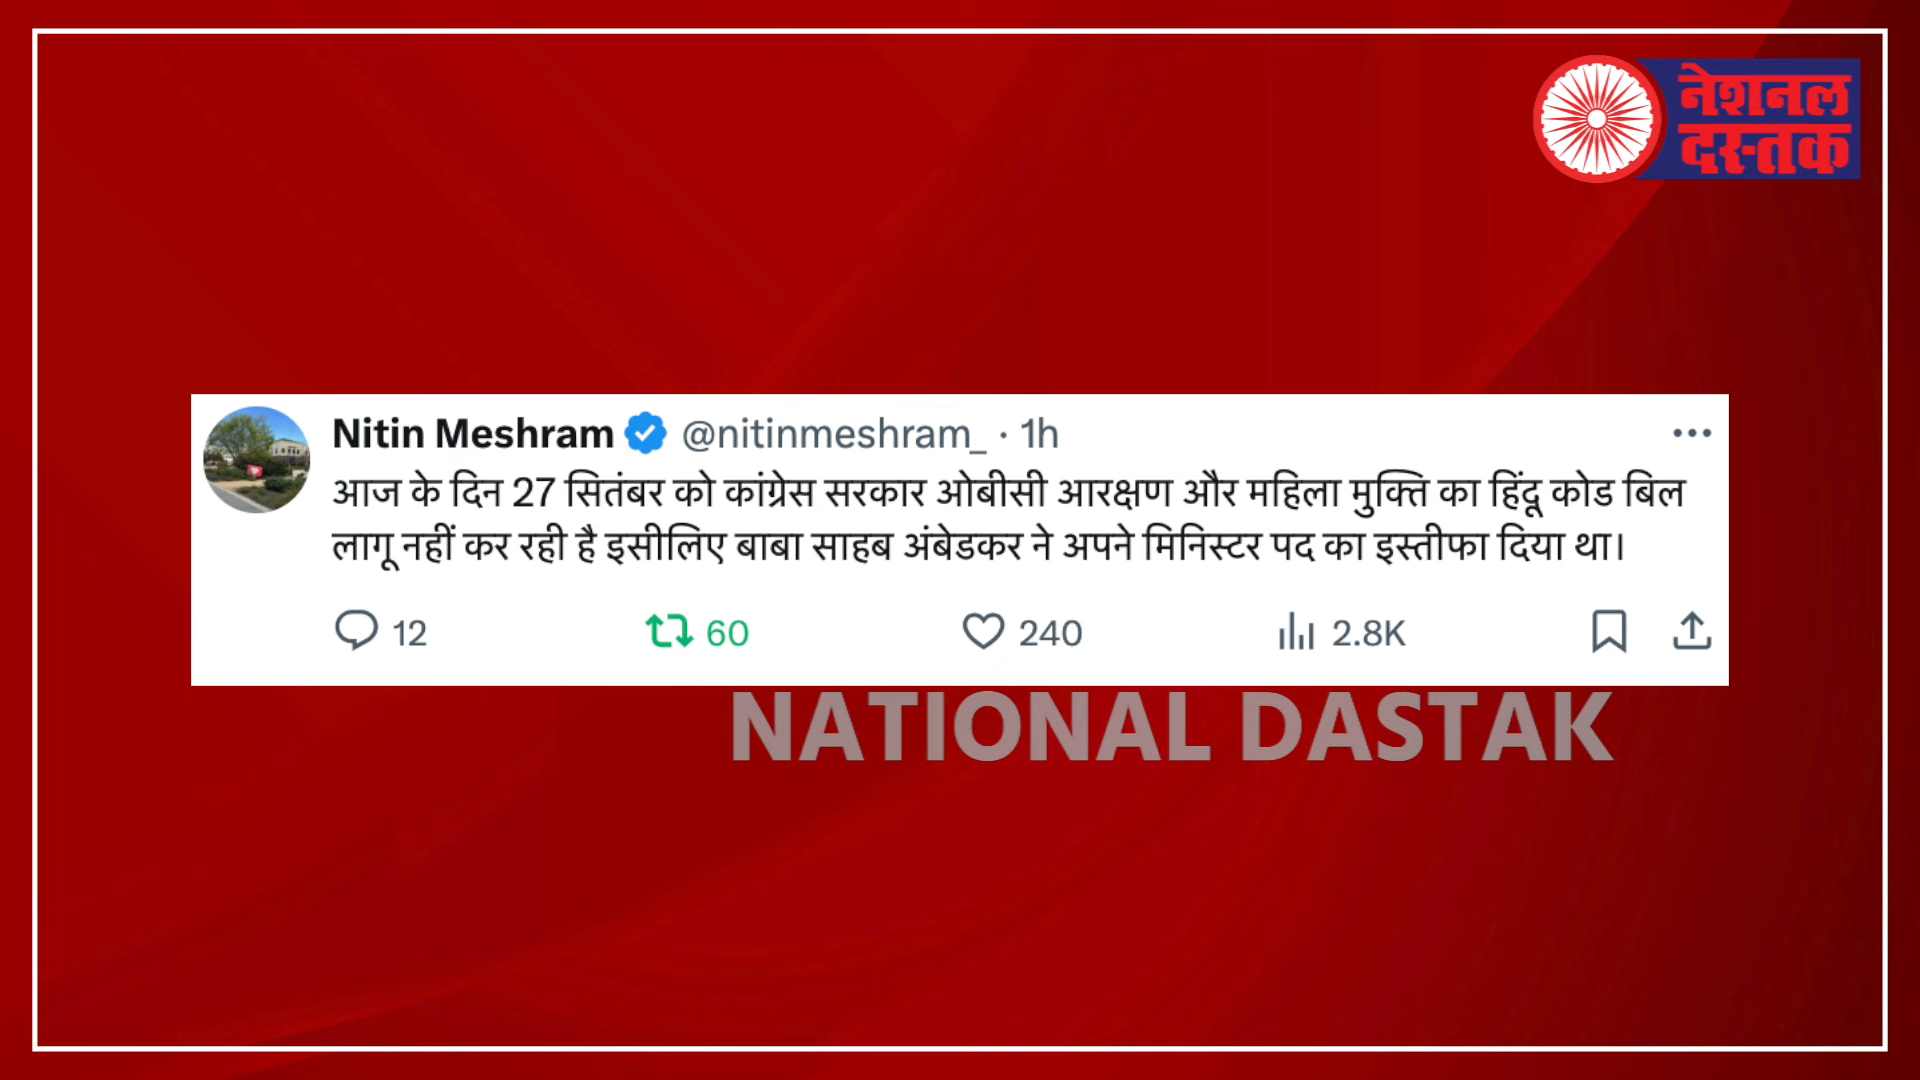 नेशनल
दस्तक
Nitin Meshram @nitinmeshram_ · 1h
आज के दिन 27 सितंबर को कांग्रेस सरकार ओबीसी आरक्षण और महिला मुक्ति का हिंदू कोड बिल
लागू नहीं कर रही है इसीलिए बाबा साहब अंबेडकर ने अपने मिनिस्टर पद का इस्तीफा दिया था।
12 60 240 2.8K
NATIONAL DASTAK